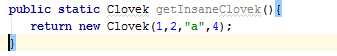 public static Clovek getInsaneClovek(){
return new Clovek(1,2,"a",4);
}